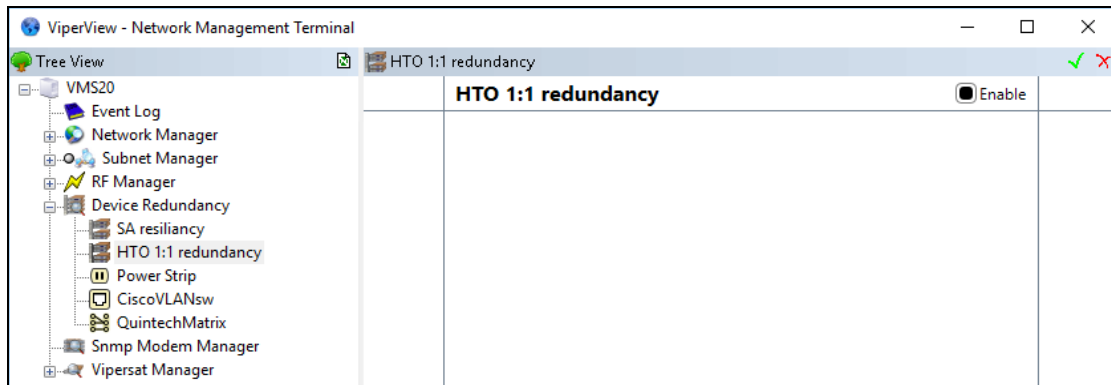 ViperView - Network Management Terminal
Tree View
HTO 1:1 redundancy
VMS20
HTO 1:1 redundancy
Enable
Event Log
Network Manager
Subnet Manager
RF Manager
Device Redundancy
SA resiliancy
HTO 1:1 redundancy
Power Strip
CiscoVLANsw
QuintechMatrix
Snmp Modem Manager
Vipersat Manager